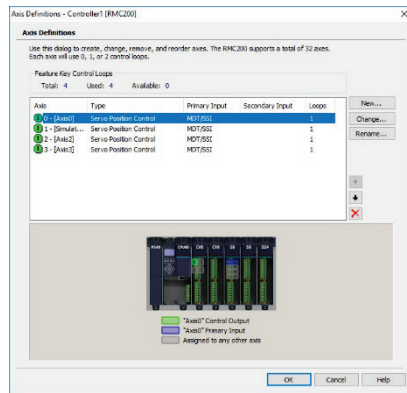 Axis Definitions - Controller1 [RMC200]
Axis Definitions
Use this dialog to create, change, remove, and reorder axes. The RMC200 supports a total of 32 axes.
Each axis will use 0, 1, or 2 control loops.
Feature Key Control Loops
Total: 4 Used: 4 Available: 0
Axis Type Primary Input Secondary Input Loops
0 - [Axis0] Servo Position Control MDT/SSI 1
1 - [Simulat... Servo Position Control MDT/SSI 1
2 - [Axis2] Servo Position Control MDT/SSI 1
3 - [Axis3] Servo Position Control MDT/SSI 1
New...
Change...
Rename...
"Axis0" Control Output
"Axis0" Primary Input
Assigned to any other axis
OK Cancel Help